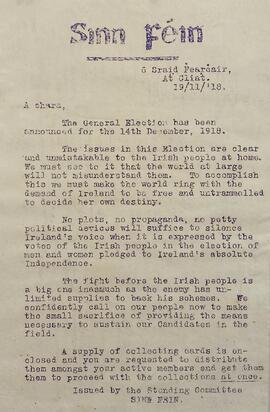 Sinn Féin
6 Sraid Fearcair,
At Cliat.
19/11/'18.
A chara,
The General Election has been
announced for the 14th December, 1918.
The issues in this Election are clear
and unmistakable to the Irish people at home.
We must see to it that the world at large
will not misunderstand them. To accomplish
this we must make the world ring with the
demand of Ireland to be free and untrammelled
to decide her own destiny.
No plots, no propaganda, no petty
political devices will suffice to silence
Ireland's voice when it is expressed by the
votes of the Irish people in the election of
men and women pledged to Ireland's absolute
Independence.
The fight before the Irish people is
a big one inasmuch as the enemy has un-
limited supplies to back his schemes. We
confidently call on our people now to make
the small sacrifice of providing the means
necessary to sustain our Candidates in the
field.
A supply of collecting cards is en-
closed and you are requested to distribute
them amongst your active members and get them
them to proceed with the collections at once.
Issued by the Standing Committee
SINN FEIN.